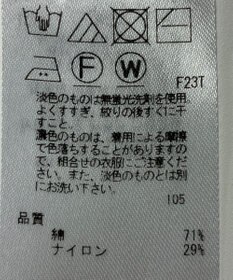 F
W
F23T
淡色のものは無蛍光洗剤を使用、
よくすすぎ、絞りの後すぐに干
すこと。
濃色のものは、着用による摩擦
で色落ちすることがありますの
で、組合せの衣服にご注意くだ
さい。また、淡色のものとは別
にお洗い下さい。
105
品質
綿 71%
ナイロン 29%